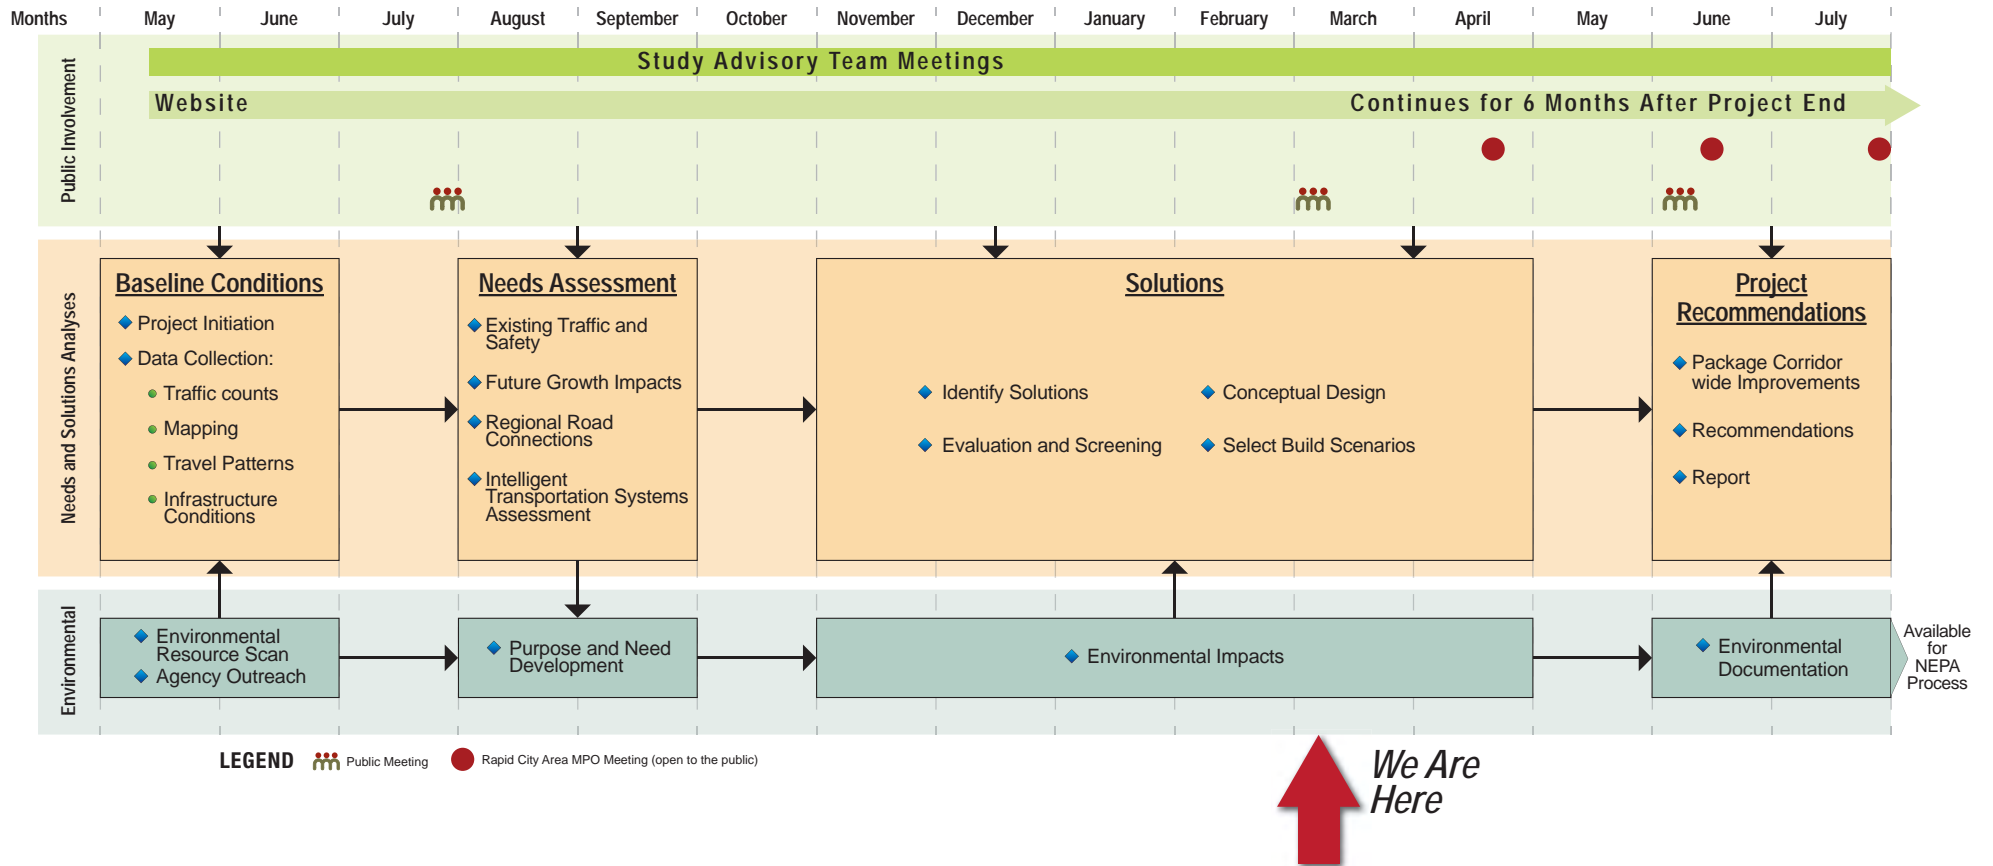 Months May June July August September October November December January February March April May June July
Public Involvement
Study Advisory Team Meetings
Website
Continues for 6 Months After Project End
Needs and Solutions Analyses
Baseline Conditions
Project Initiation
Data Collection:
Traffic counts
Mapping
Travel Patterns
Infrastructure
Conditions
Needs Assessment
Existing Traffic and
Safety
Future Growth Impacts
Regional Road
Connections
Intelligent
Transportation Systems
Assessment
Solutions
Identify Solutions
Evaluation and Screening
Conceptual Design
Select Build Scenarios
Project
Recommendations
Package Corridor
wide Improvements
Recommendations
Report
Environmental
Environmental
Resource Scan
Agency Outreach
Purpose and Need
Development
Environmental Impacts
Environmental
Documentation
Available
for
NEPA
Process
LEGEND
Public Meeting
Rapid City Area MPO Meeting (open to the public)
We Are
Here